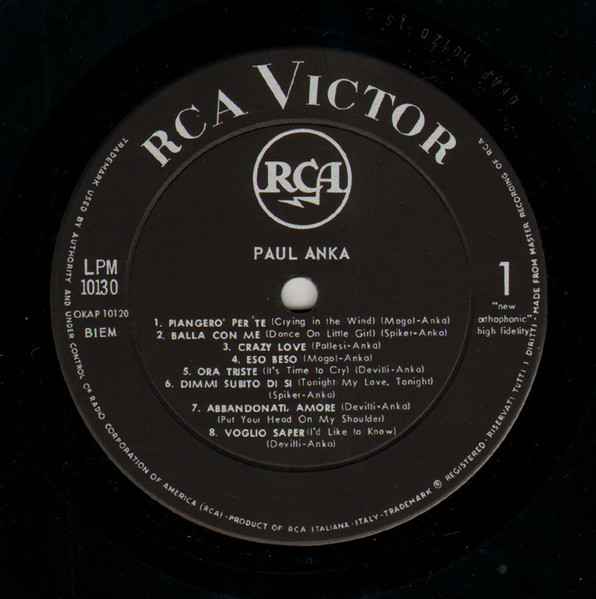 RCA VICTOR
RCA
PAUL ANKA
LPM
10130
OKAP 10120
BIEM
1
"new
orthophonic"
high fidelity
1. PIANGERO' PER TE (Crying in the Wind) (Mogol-Anka)
2. BALLA CON ME (Dance On Little Girl) (Spiker-Anka)
3. CRAZY LOVE (Pallesi-Anka)
4. ESO BESO (Mogol-Anka)
5. ORA TRISTE (It's Time to Cry) (Devilli-Anka)
6. DIMMI SUBITO DI SI (Tonight My Love, Tonight)
(Spiker-Anka)
7. ABBANDONATI, AMORE (Devilli-Anka)
(Put Your Head On My Shoulder)
8. VOGLIO SAPER (I'd Like to Know)
(Devilli-Anka)
TRADEMARK USED BY AUTHORITY AND UNDER CONTROL OF RADIO CORPORATION OF AMERICA (RCA) - PRODUCT OF RCA ITALIANA - ITALY - TRADEMARK ® REGISTERED - RISERVATI TUTTI I DIRITTI - MADE FROM MASTER RECORDING OF RCA